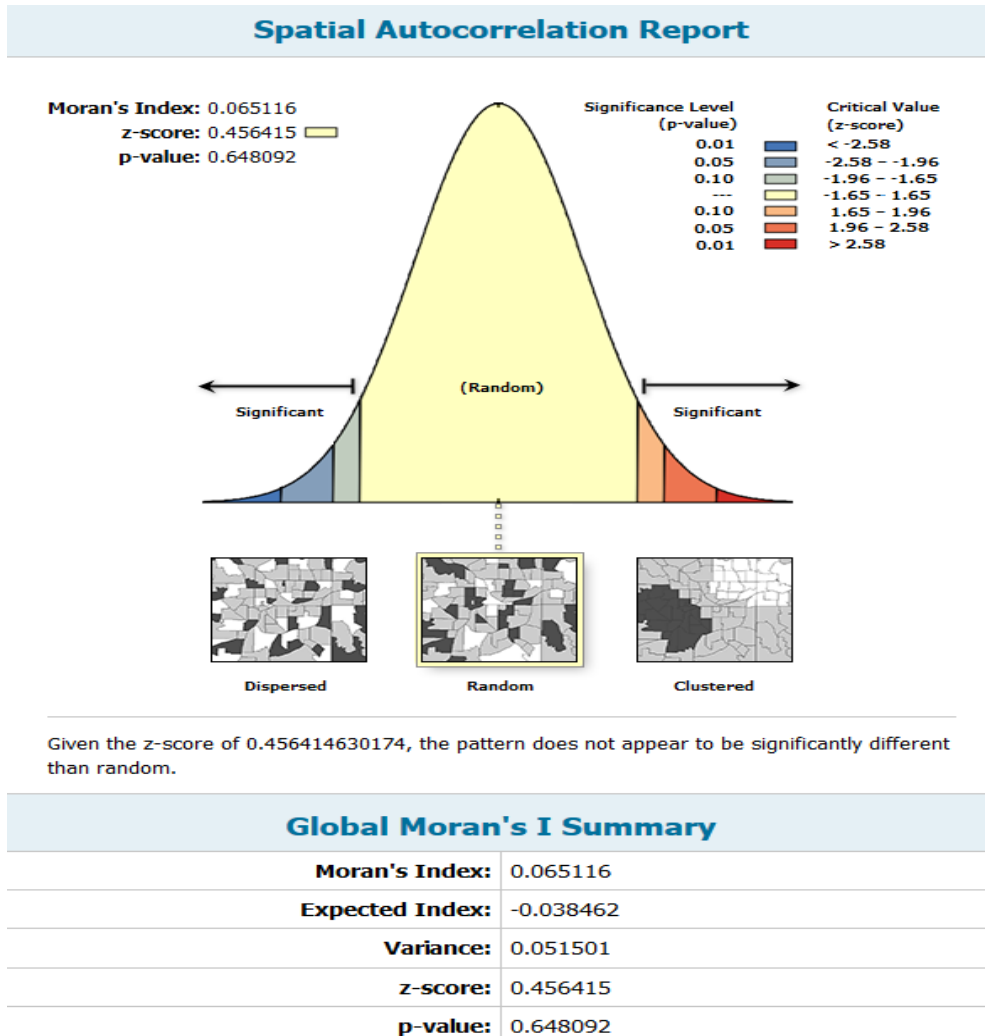 Spatial Autocorrelation Report
Moran's Index: 0.065116
z-score: 0.456415
p-value: 0.648092
Significance Level (p-value)
Critical Value (z-score)
0.01 < -2.58
0.05 -2.58 – -1.96
0.10 -1.96 – -1.65
--- -1.65 – 1.65
0.10 1.65 – 1.96
0.05 1.96 – 2.58
0.01 > 2.58
(Random)
Significant
Significant
Dispersed
Random
Clustered
Given the z-score of 0.456414630174, the pattern does not appear to be significantly different
than random.
Global Moran's I Summary
Moran's Index: 0.065116
Expected Index: -0.038462
Variance: 0.051501
z-score: 0.456415
p-value: 0.648092